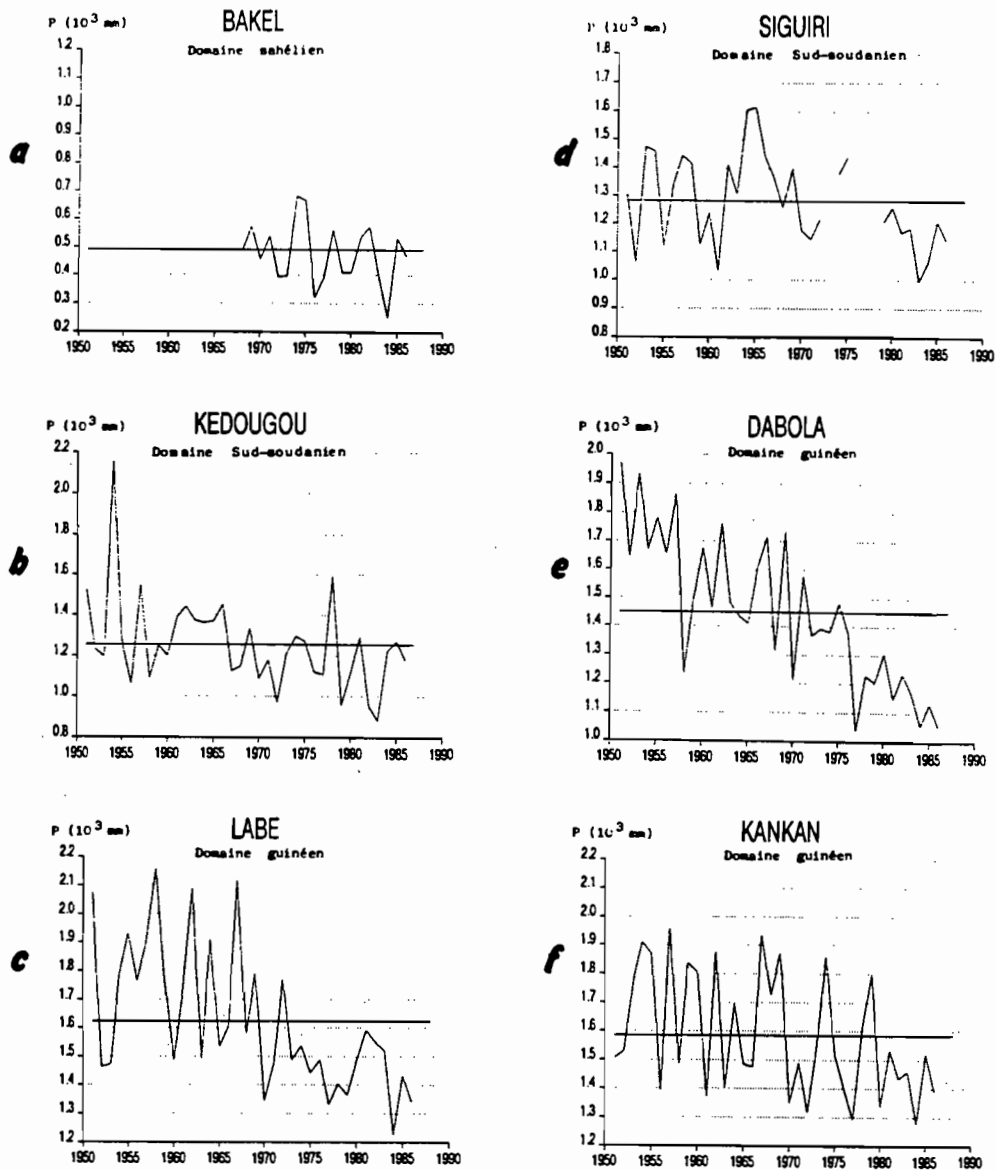 P (10³ mm)
BAKEL
Domaine sahélien
a
1.2
1.1
1.0
0.9
0.8
0.7
0.6
0.5
0.4
0.3
0.2
1950 1955 1960 1965 1970 1975 1980 1985 1990
P (10³ mm)
SIGUIRI
Domaine Sud-soudanien
d
1.8
1.7
1.6
1.5
1.4
1.3
1.2
1.1
1.0
0.9
0.8
1950 1955 1960 1965 1970 1975 1980 1985 1990
P (10³ mm)
KEDOUGOU
Domaine Sud-soudanien
b
2.2
2.0
1.8
1.6
1.4
1.2
1.0
0.8
1950 1955 1960 1965 1970 1975 1980 1985 1990
P (10³ mm)
DABOLA
Domaine guinéen
e
2.0
1.9
1.8
1.7
1.6
1.5
1.4
1.3
1.2
1.1
1.0
1950 1955 1960 1965 1970 1975 1980 1985 1990
P (10³ mm)
LABE
Domaine guinéen
c
2.2
2.1
2.0
1.9
1.8
1.7
1.6
1.5
1.4
1.3
1.2
1950 1955 1960 1965 1970 1975 1980 1985 1990
P (10³ mm)
KANKAN
Domaine guinéen
f
2.2
2.1
2.0
1.9
1.8
1.7
1.6
1.5
1.4
1.3
1.2
1950 1955 1960 1965 1970 1975 1980 1985 1990